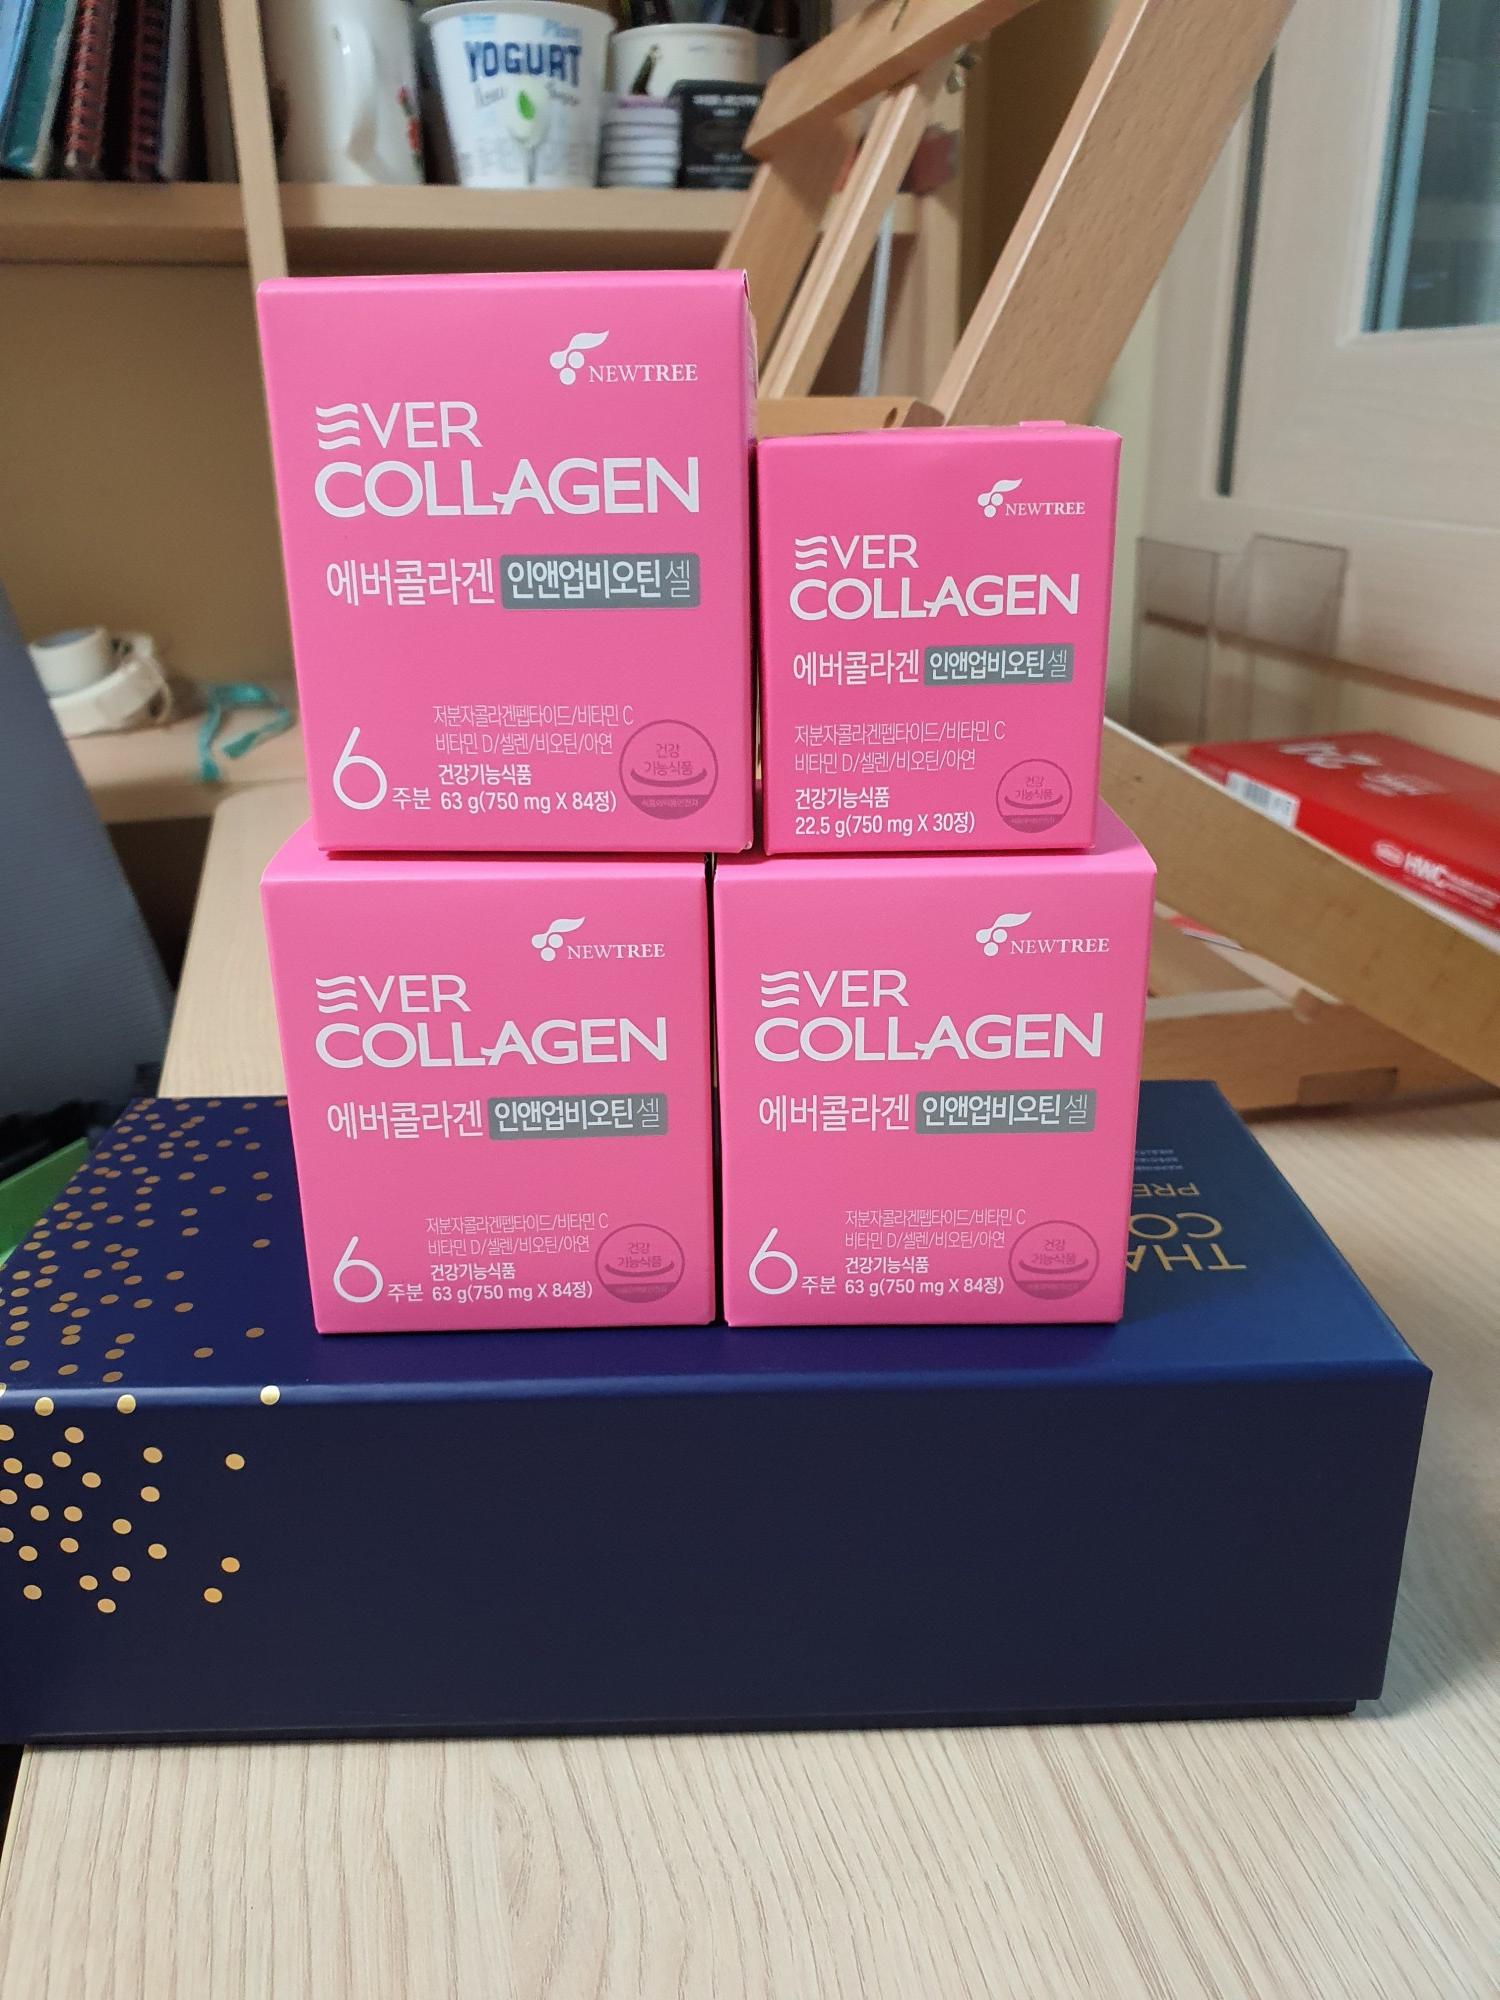 Plain
YOGURT
NEWTREE
EVER
COLLAGEN
에버콜라겐 인앤업비오틴셀
저분자콜라겐펩타이드/비타민 C
비타민 D/셀렌/비오틴/아연
건강기능식품
6주분 63 g(750 mg X 84정)
건강
기능식품
식품의약품안전처
NEWTREE
EVER
COLLAGEN
에버콜라겐 인앤업비오틴셀
저분자콜라겐펩타이드/비타민 C
비타민 D/셀렌/비오틴/아연
건강기능식품
22.5 g(750 mg X 30정)
건강
기능식품
HWC
NEWTREE
EVER
COLLAGEN
에버콜라겐 인앤업비오틴셀
저분자콜라겐펩타이드/비타민 C
비타민 D/셀렌/비오틴/아연
건강기능식품
6주분 63 g(750 mg X 84정)
건강
기능식품
NEWTREE
EVER
COLLAGEN
에버콜라겐 인앤업비오틴셀
저분자콜라겐펩타이드/비타민 C
비타민 D/셀렌/비오틴/아연
건강기능식품
6주분 63 g(750 mg X 84정)
건강
기능식품
THA
CO
PRE